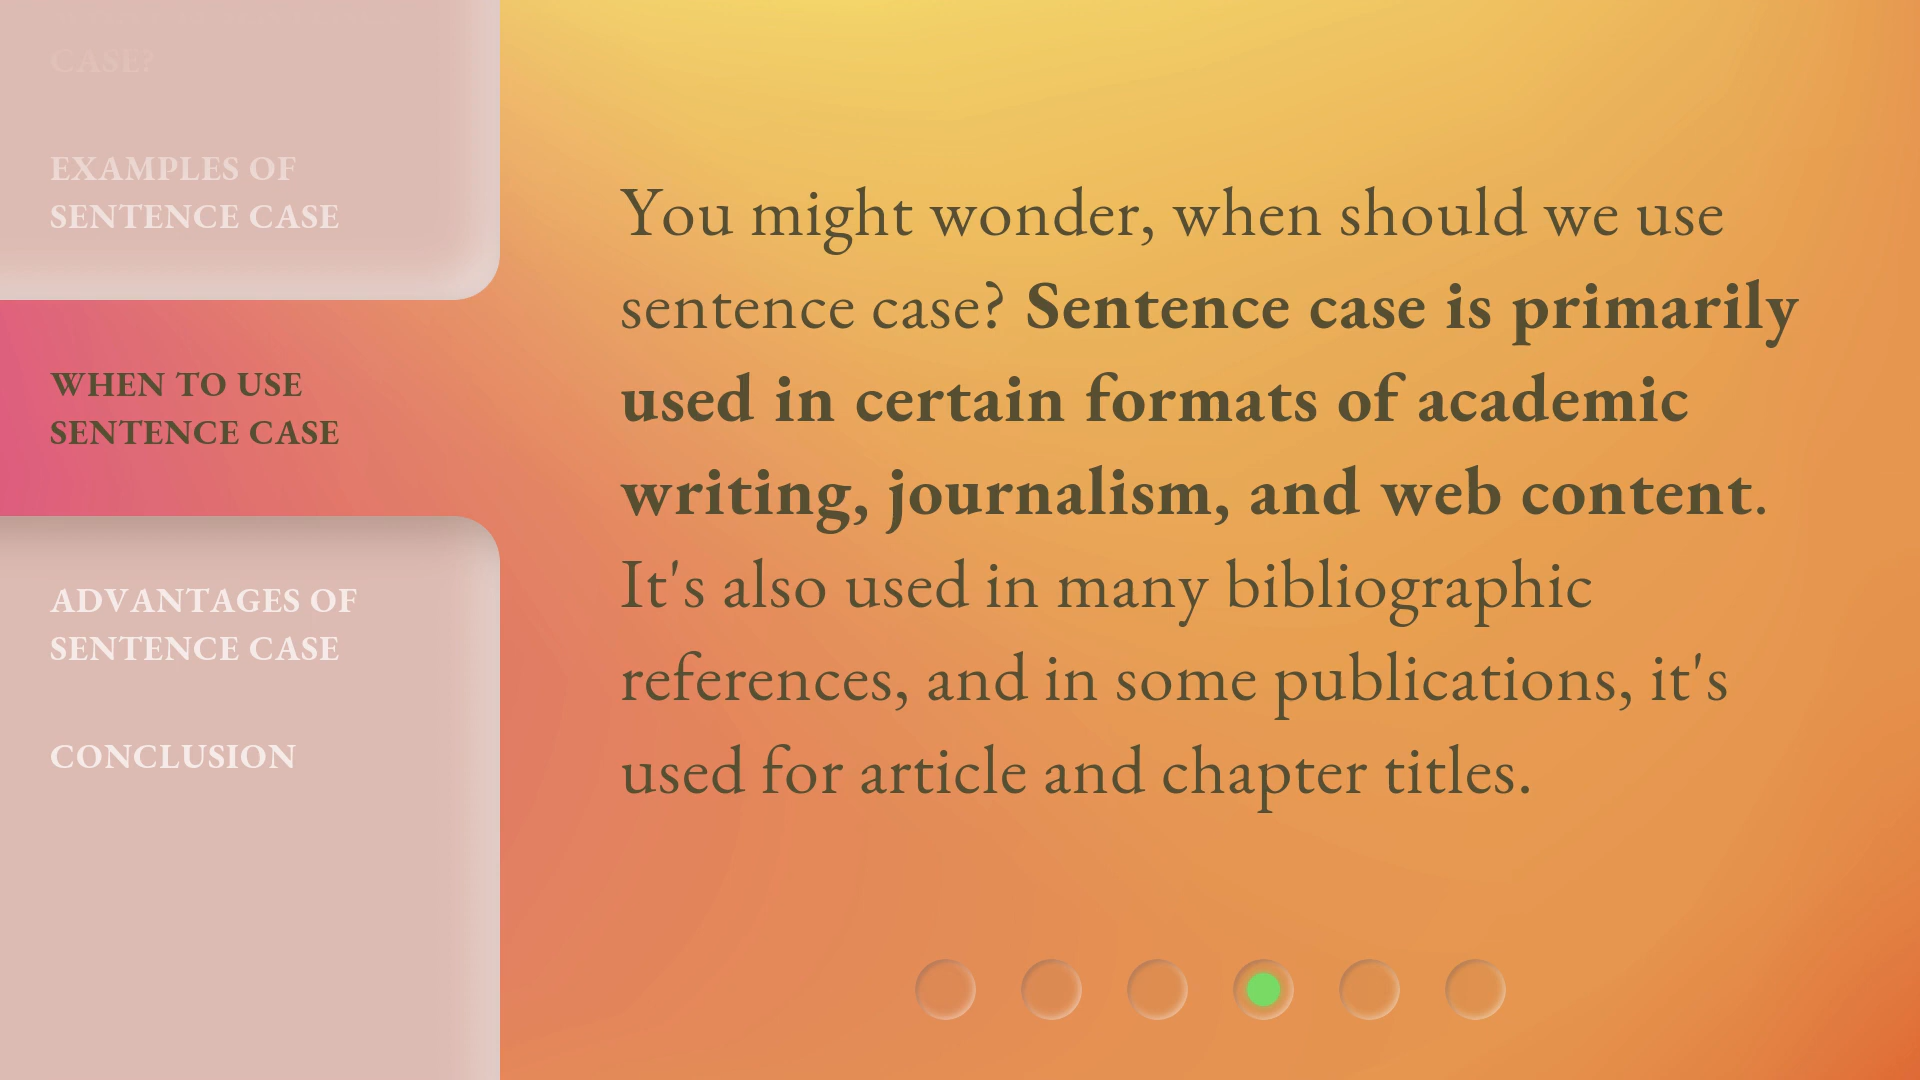 CASE?
EXAMPLES OF
SENTENCE CASE
WHEN TO USE
SENTENCE CASE
ADVANTAGES OF
SENTENCE CASE
CONCLUSION
You might wonder, when should we use
sentence case? Sentence case is primarily
used in certain formats of academic
writing, journalism, and web content.
It's also used in many bibliographic
references, and in some publications, it's
used for article and chapter titles.